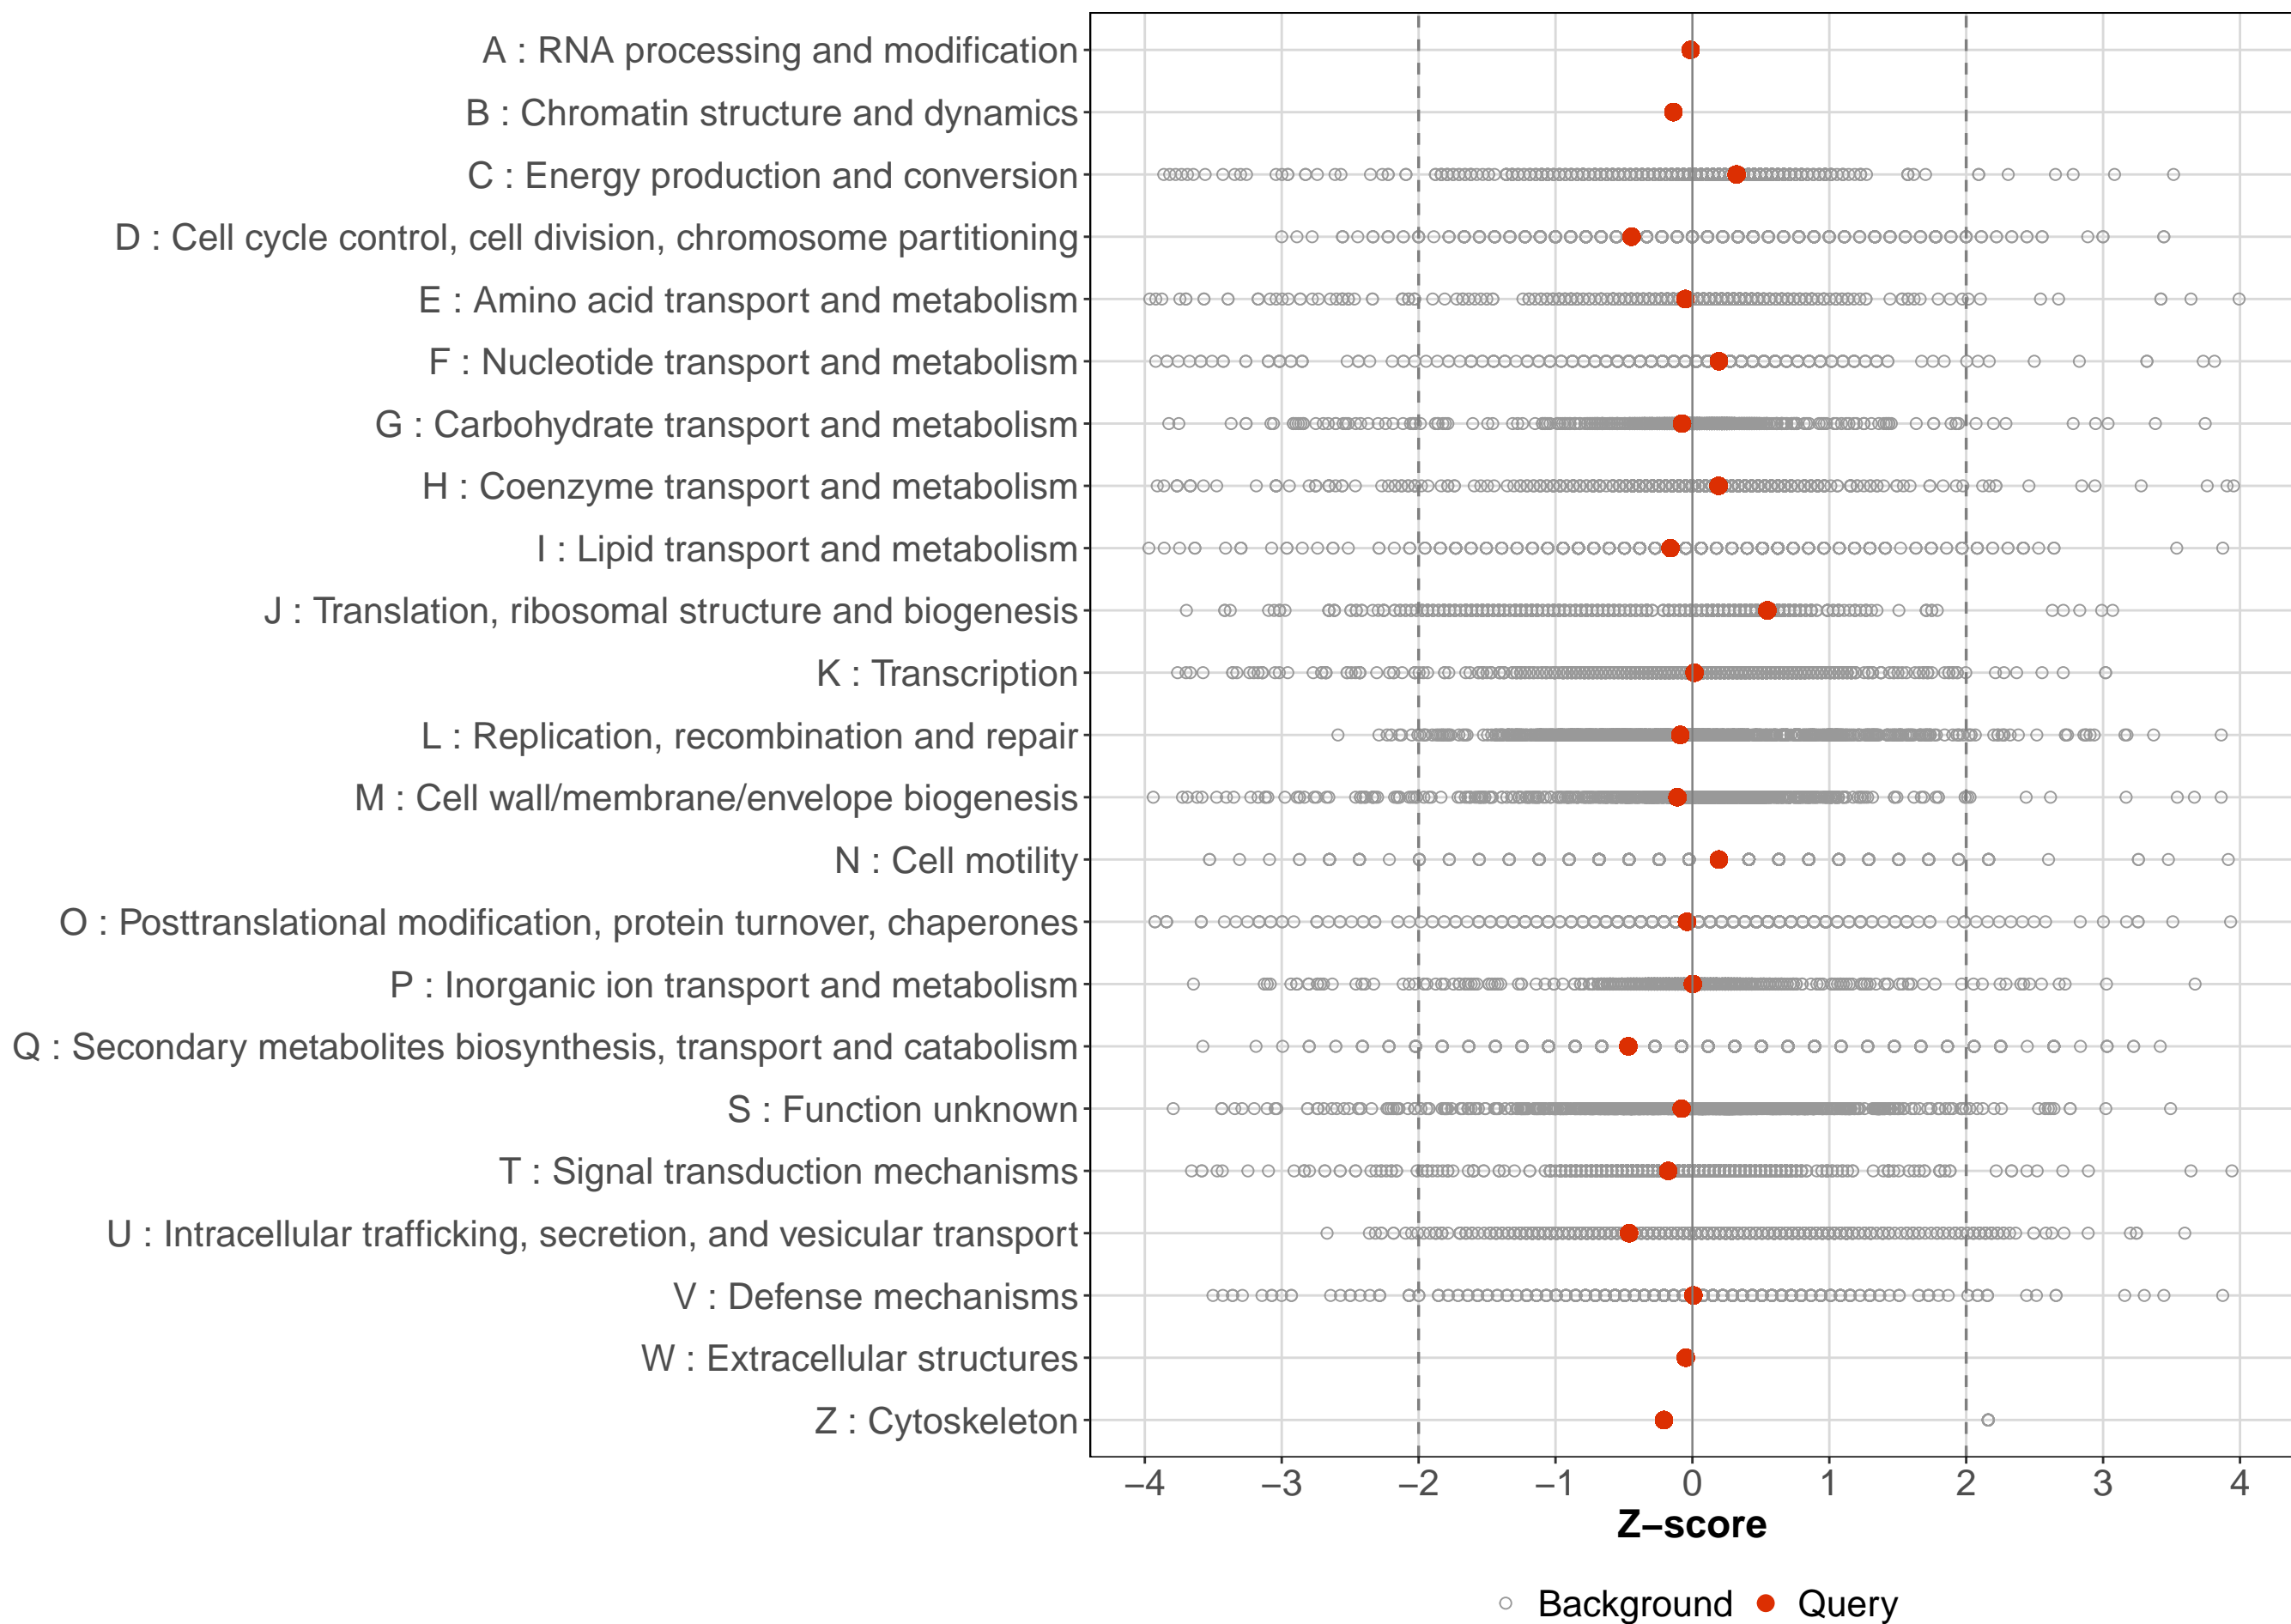 A : RNA processing and modification
B : Chromatin structure and dynamics
C : Energy production and conversion
D : Cell cycle control, cell division, chromosome partitioning
E : Amino acid transport and metabolism
F : Nucleotide transport and metabolism
G : Carbohydrate transport and metabolism
H : Coenzyme transport and metabolism
I : Lipid transport and metabolism
J : Translation, ribosomal structure and biogenesis
K : Transcription
L : Replication, recombination and repair
M : Cell wall/membrane/envelope biogenesis
N : Cell motility
O : Posttranslational modification, protein turnover, chaperones
P : Inorganic ion transport and metabolism
Q : Secondary metabolites biosynthesis, transport and catabolism
S : Function unknown
T : Signal transduction mechanisms
U : Intracellular trafficking, secretion, and vesicular transport
V : Defense mechanisms
W : Extracellular structures
Z : Cytoskeleton
−4 −3 −2 −1 0 1 2 3 4
Z−score
Background Query